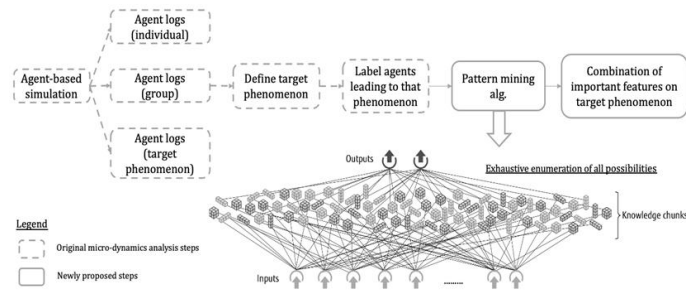 Agent logs
(individual)
Agent-based
simulation
Agent logs
(group)
Define target
phenomenon
Label agents
leading to that
phenomenon
Pattern mining
alg.
Combination of
important features on
target phenomenon
Agent logs
(target
phenomenon)
Outputs
Exhaustive enumeration of all possibilities
Knowledge chunks
Legend
Original micro-dynamics analysis steps
Newly proposed steps
Inputs
..........